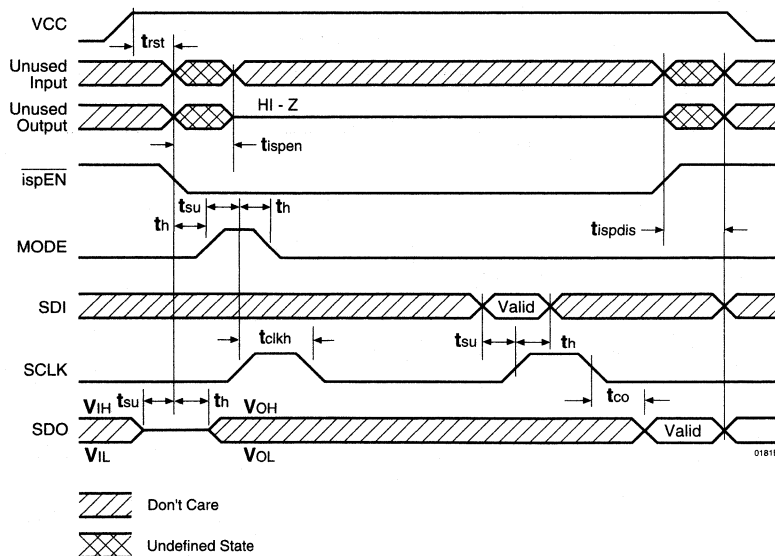 VCC
trst
Unused
Input
Unused
Output
HI - Z
tispen
ispEN
tsu
th
th
tispdis
MODE
SDI
Valid
tclkh
tsu
th
SCLK
tco
tsu
th
VIH
VOH
SDO
Valid
VIL
VOL
Don't Care
Undefined State